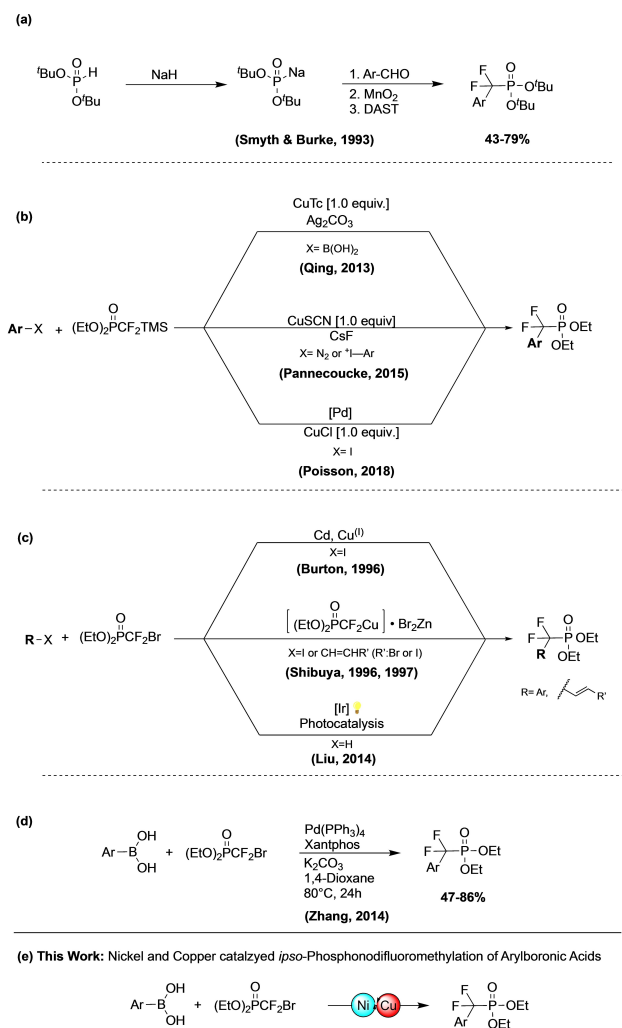 (a)
ᵗBuO
O
P
H
OᵗBu
NaH
ᵗBuO
O
P
Na
OᵗBu
1. Ar-CHO
2. MnO₂
3. DAST
F
F
Ar
O
P
OᵗBu
OᵗBu
(Smyth & Burke, 1993)
43-79%
(b)
CuTc [1.0 equiv.]
Ag₂CO₃
X= B(OH)₂
(Qing, 2013)
Ar–X + (EtO)₂PCF₂TMS
O
CuSCN [1.0 equiv]
CsF
X= N₂ or ⁺I—Ar
(Pannecoucke, 2015)
F
F
Ar
O
P
OEt
OEt
[Pd]
CuCl [1.0 equiv.]
X= I
(Poisson, 2018)
(c)
Cd, Cu⁽ᴵ⁾
X=I
(Burton, 1996)
R–X + (EtO)₂PCF₂Br
O
[(EtO)₂PCF₂Cu] • Br₂Zn
O
X=I or CH=CHR' (R':Br or I)
(Shibuya, 1996, 1997)
F
F
R
O
P
OEt
OEt
R= Ar,
R'
[Ir]
Photocatalysis
X=H
(Liu, 2014)
(d)
Ar–B
OH
OH
+
O
(EtO)₂PCF₂Br
Pd(PPh₃)₄
Xantphos
K₂CO₃
1,4-Dioxane
80°C, 24h
(Zhang, 2014)
F
F
Ar
O
P
OEt
OEt
47-86%
(e) This Work: Nickel and Copper catalzyed ipso-Phosphonodifluoromethylation of Arylboronic Acids
Ar–B
OH
OH
+
O
(EtO)₂PCF₂Br
Ni
Cu
F
F
Ar
O
P
OEt
OEt